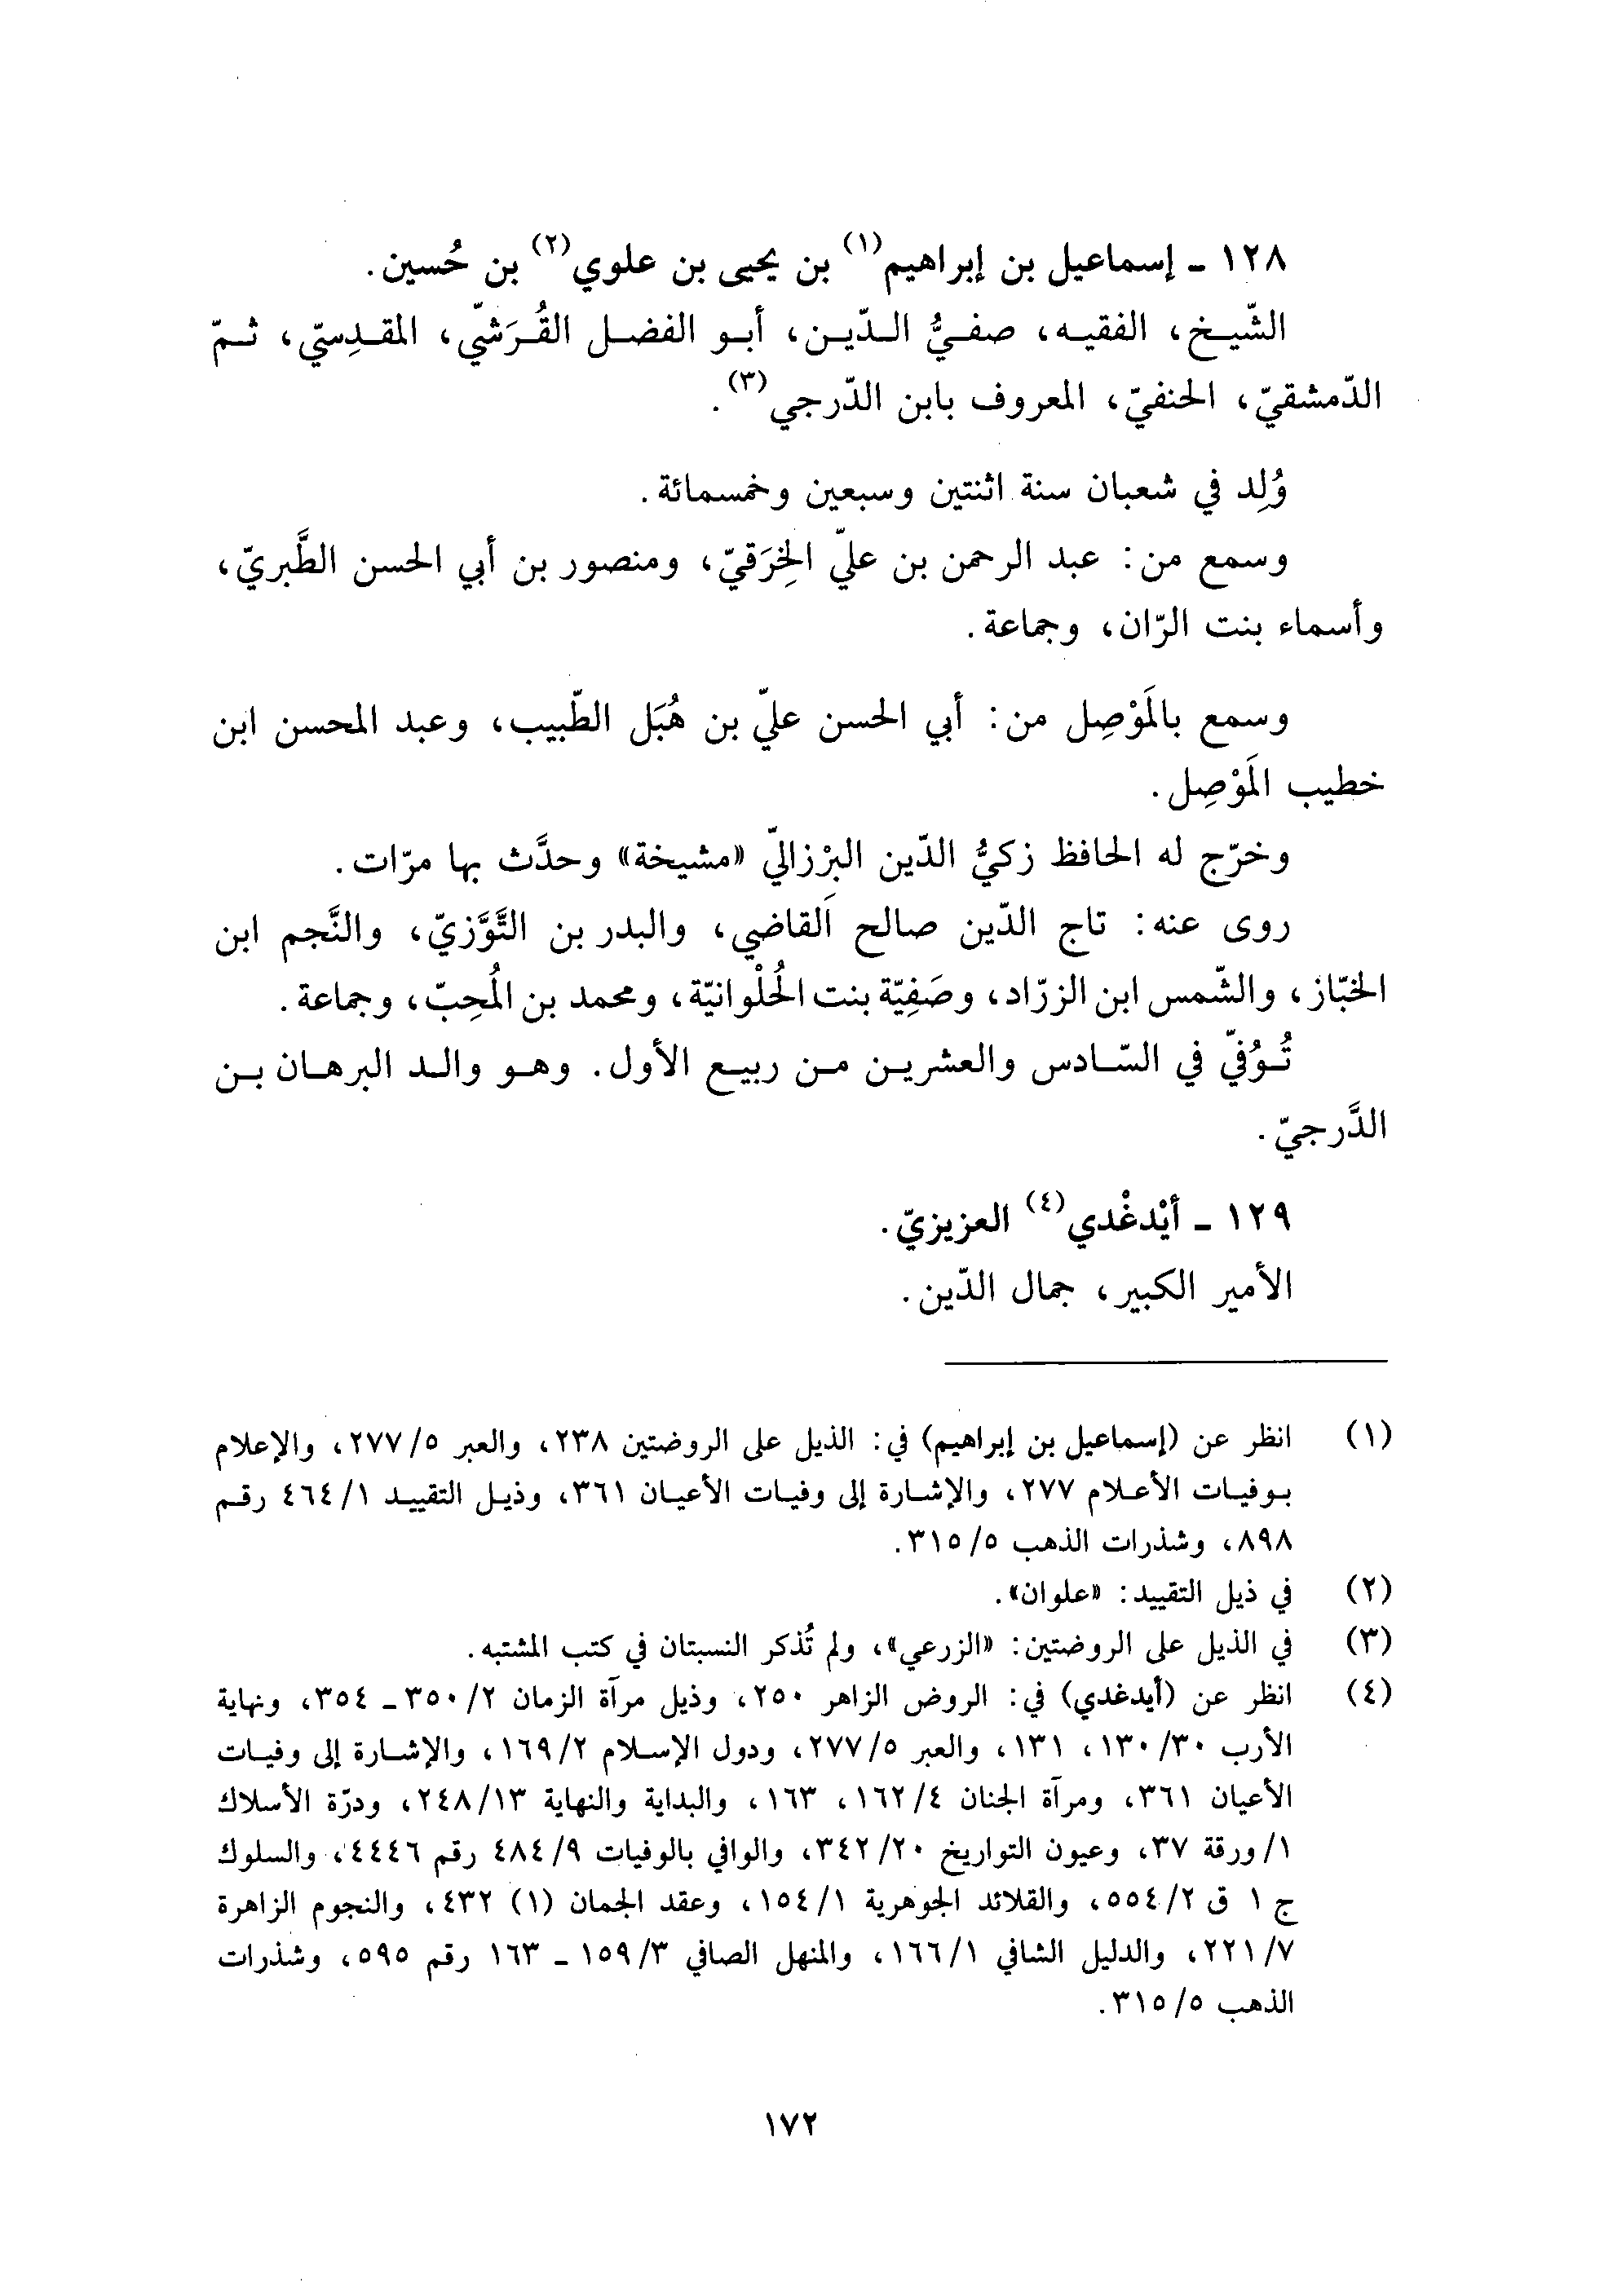 ١٢٨ - إسماعيل بن إبراهيم(١) بن يحيى بن علوي(٢) بن حُسين.
الشّيخ، الفقيه، صفيُّ الدّين، أبو الفضل القُرَشيّ، المقدِسيّ، ثمّ
الدّمشقيّ، الحنفيّ، المعروف بابن الدّرجي(٣).
وُلِد في شعبان سنة اثنتين وسبعين وخمسمائة.
وسمع من: عبد الرحمن بن عليّ الخِرَقيّ، ومنصور بن أبي الحسن الطَّبريّ،
وأسماء بنت الرّان، وجماعة.
وسمع بالمَوْصِل من: أبي الحسن عليّ بن هُبَل الطّبيب، وعبد المحسن ابن
خطيب المَوْصِل.
وخرّج له الحافظ زكيُّ الدّين البرْزاليّ «مشيخة» وحدَّث بها مرّات.
روى عنه: تاج الدّين صالح القاضي، والبدر بن التَّوَّزيّ، والنَّجم ابن
الخبّاز، والشّمس ابن الزرّاد، وصَفِيّة بنت الحُلْوانيّة، ومحمد بن المُحِبّ، وجماعة.
تُوُفيّ في السّادس والعشرين من ربيع الأول. وهو والد البرهان بن
الدَّرجيّ.
١٢٩ - أيْدغْدي(٤) العزيزيّ.
الأمير الكبير، جمال الدّين.
(١) انظر عن (إسماعيل بن إبراهيم) في: الذيل على الروضتين ٢٣٨، والعبر ٢٧٧/٥، والإعلام
بوفيات الأعلام ٢٧٧، والإشارة إلى وفيات الأعيان ٣٦١، وذيل التقييد ٤٦٤/١ رقم
٨٩٨، وشذرات الذهب ٣١٥/٥.
(٢) في ذيل التقييد: «علوان».
(٣) في الذيل على الروضتين: «الزرعي»، ولم تُذكر النسبتان في كتب المشتبه.
(٤) انظر عن (أيدغدي) في: الروض الزاهر ٢٥٠، وذيل مرآة الزمان ٣٥٠/٢ - ٣٥٤، ونهاية
الأرب ١٣٠/٣٠، ١٣١، والعبر ٢٧٧/٥، ودول الإسلام ١٦٩/٢، والإشارة إلى وفيات
الأعيان ٣٦١، ومرآة الجنان ١٦٢/٤، ١٦٣، والبداية والنهاية ٢٤٨/١٣، ودرّة الأسلاك
١/ورقة ٣٧، وعيون التواريخ ٣٤٢/٢٠، والوافي بالوفيات ٤٨٤/٩ رقم ٤٤٤٦، والسلوك
ج ١ ق ٥٥٤/٢، والقلائد الجوهرية ١٥٤/١، وعقد الجمان (١) ٤٣٢، والنجوم الزاهرة
٢٢١/٧، والدليل الشافي ١٦٦/١، والمنهل الصافي ١٥٩/٣ - ١٦٣ رقم ٥٩٥، وشذرات
الذهب ٣١٥/٥.
١٧٢